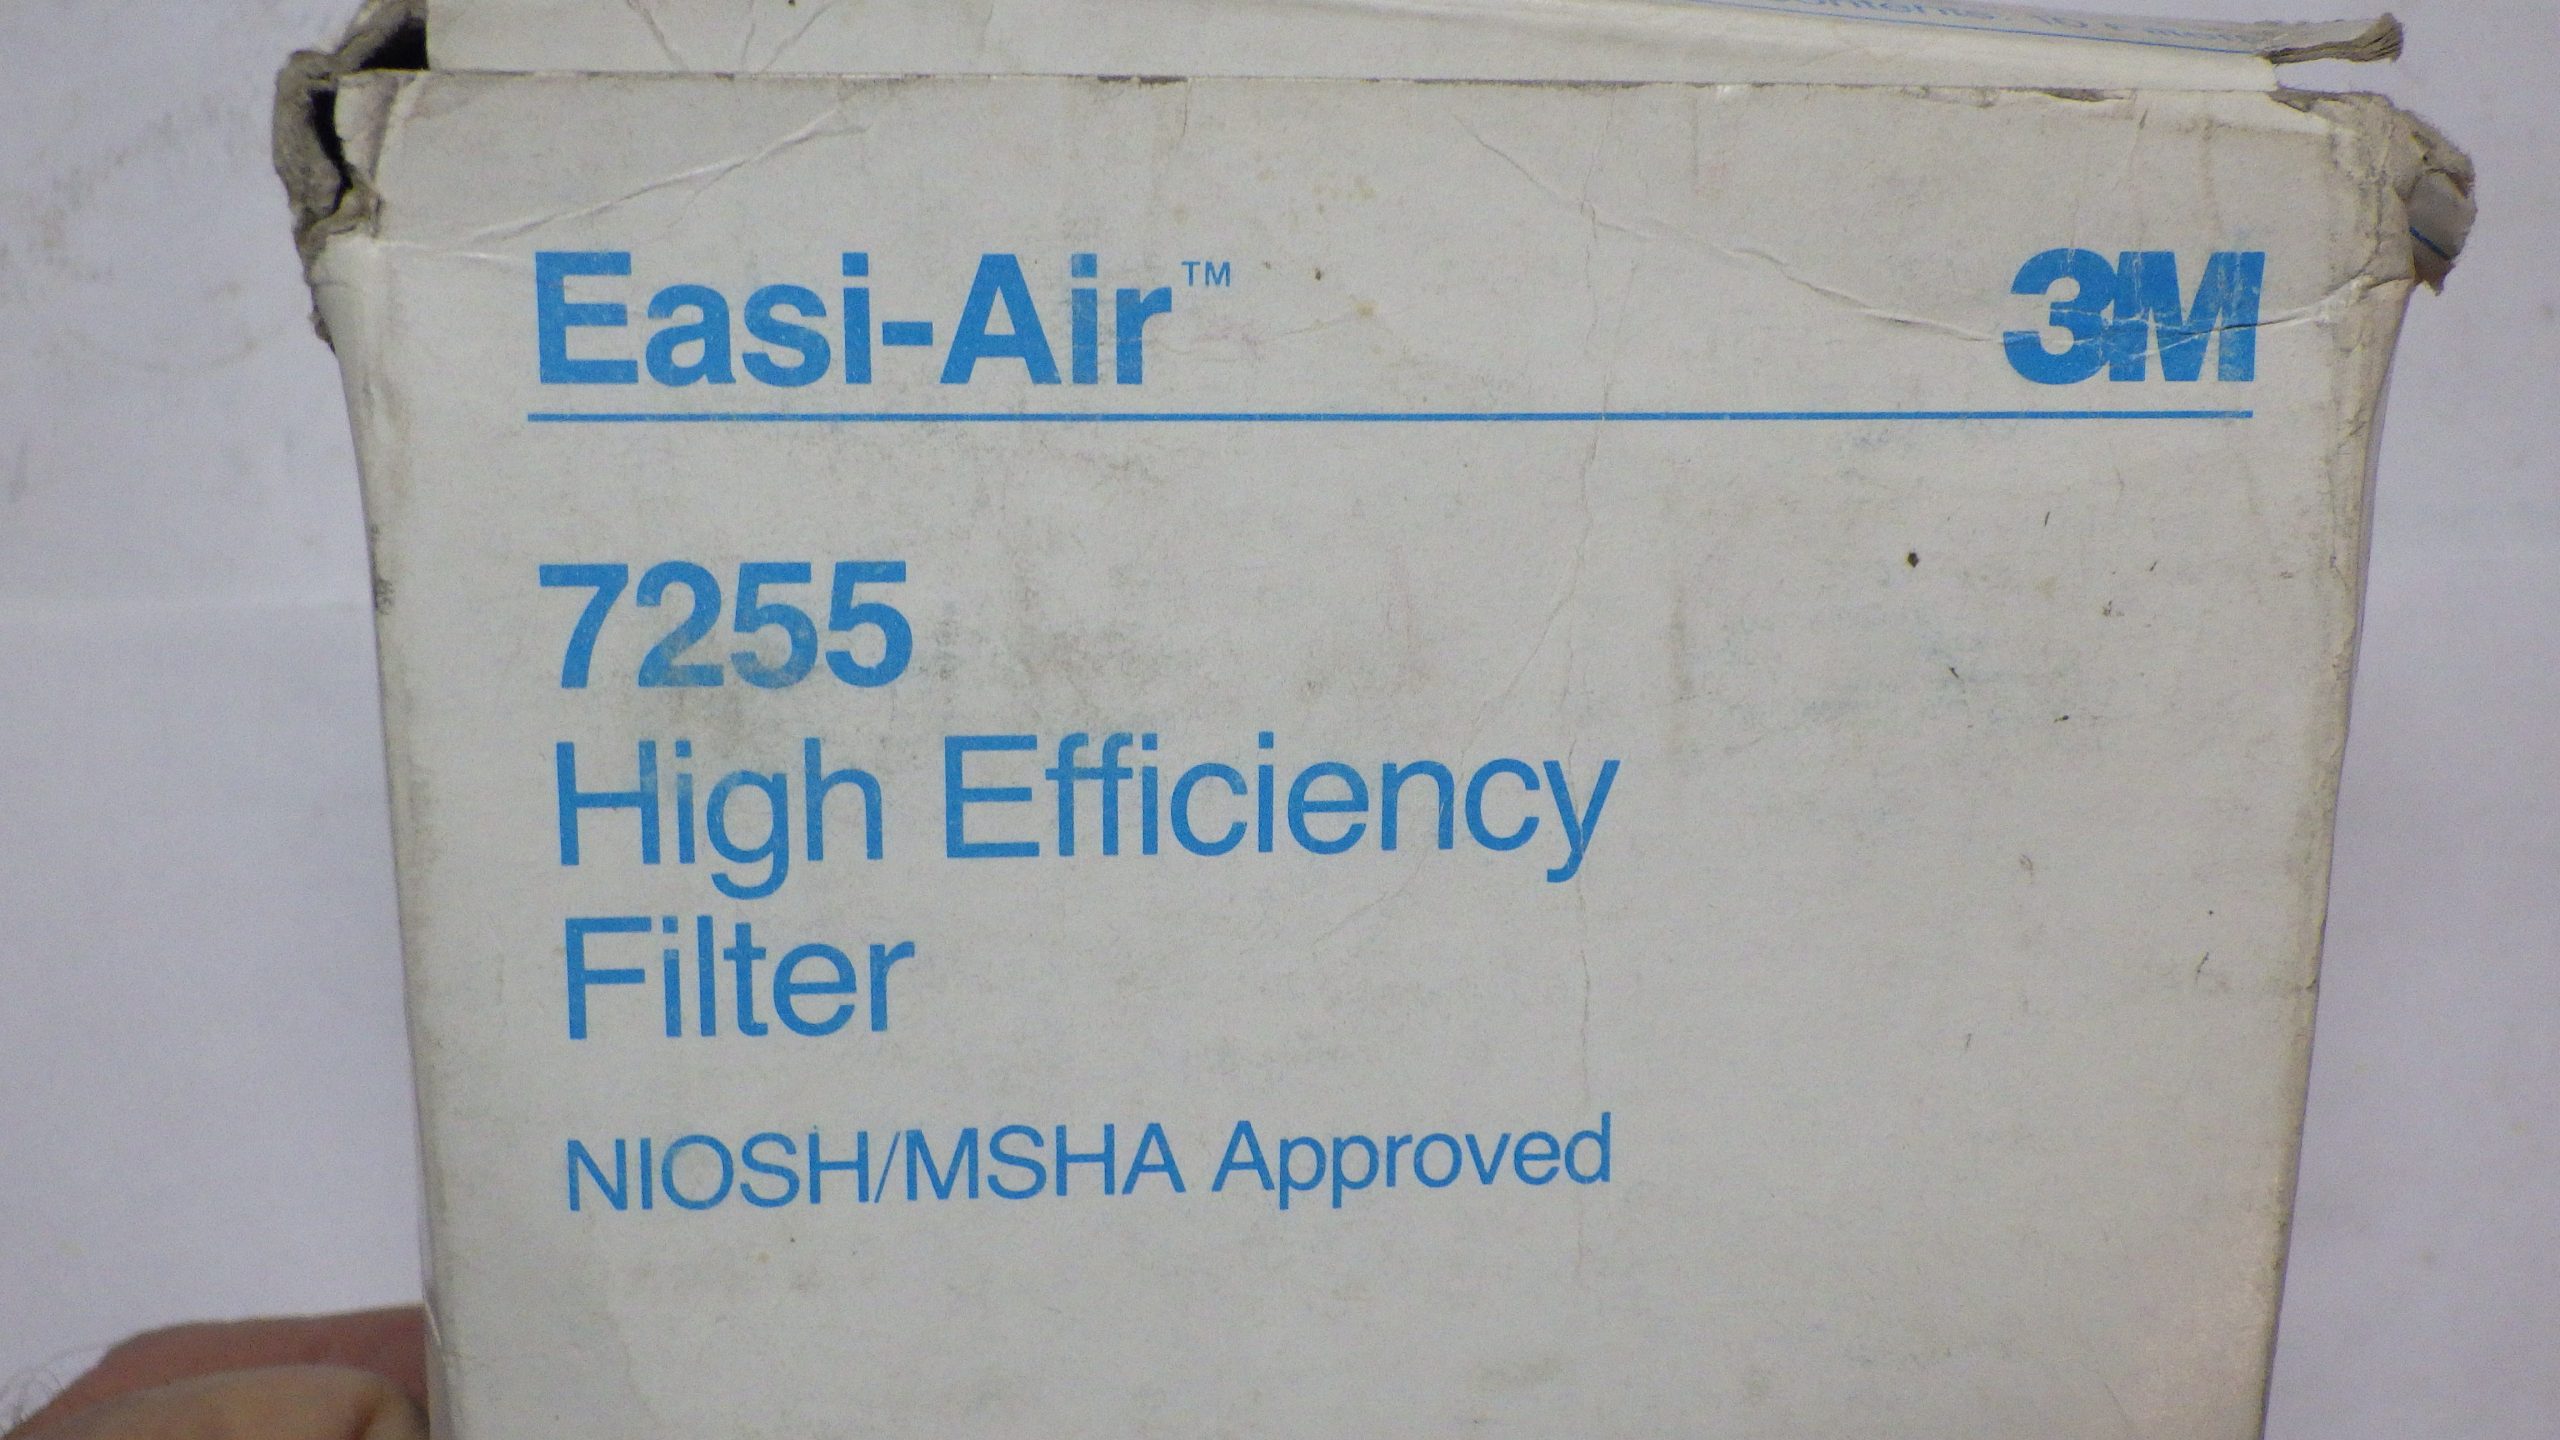 Easi-Air™ 3M
7255
High Efficiency
Filter
NIOSH/MSHA Approved